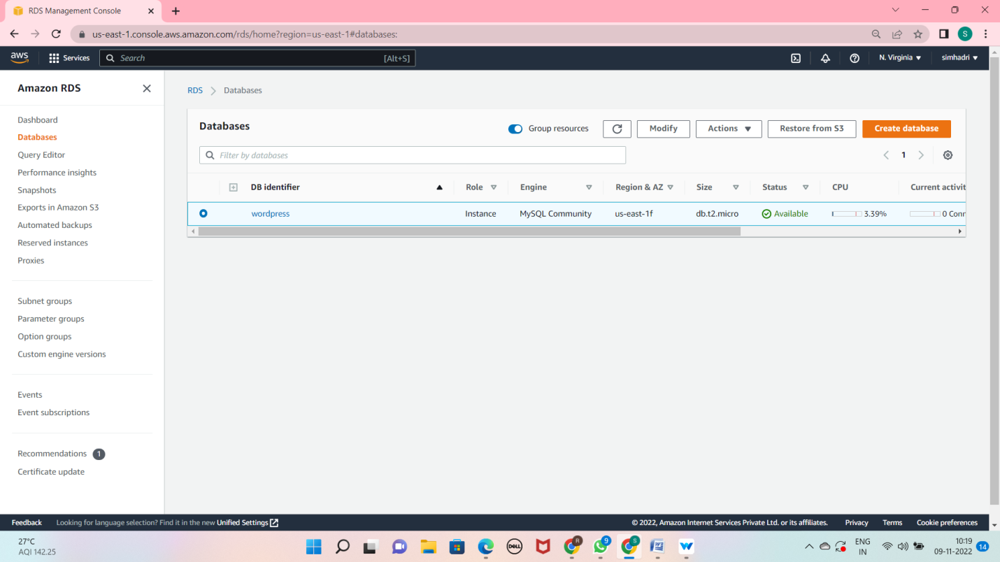 RDS Management Console
us-east-1.console.aws.amazon.com/rds/home?region=us-east-1#databases:
S
aws
Services
Search
[Alt+S]
N. Virginia
simhadri
Amazon RDS
Dashboard
Databases
Query Editor
Performance insights
Snapshots
Exports in Amazon S3
Automated backups
Reserved instances
Proxies
Subnet groups
Parameter groups
Option groups
Custom engine versions
Events
Event subscriptions
Recommendations 1
Certificate update
RDS > Databases
Databases
Group resources
Modify
Actions
Restore from S3
Create database
Filter by databases
1
DB identifier Role Engine Region & AZ Size Status CPU Current activit
wordpress Instance MySQL Community us-east-1f db.t2.micro Available 3.39% 0 Conr
Feedback Looking for language selection? Find it in the new Unified Settings
© 2022, Amazon Internet Services Private Ltd. or its affiliates. Privacy Terms Cookie preferences
27°C
AQI 142.25
DELL
R
9
S
W
ENG
IN
10:19
09-11-2022
14